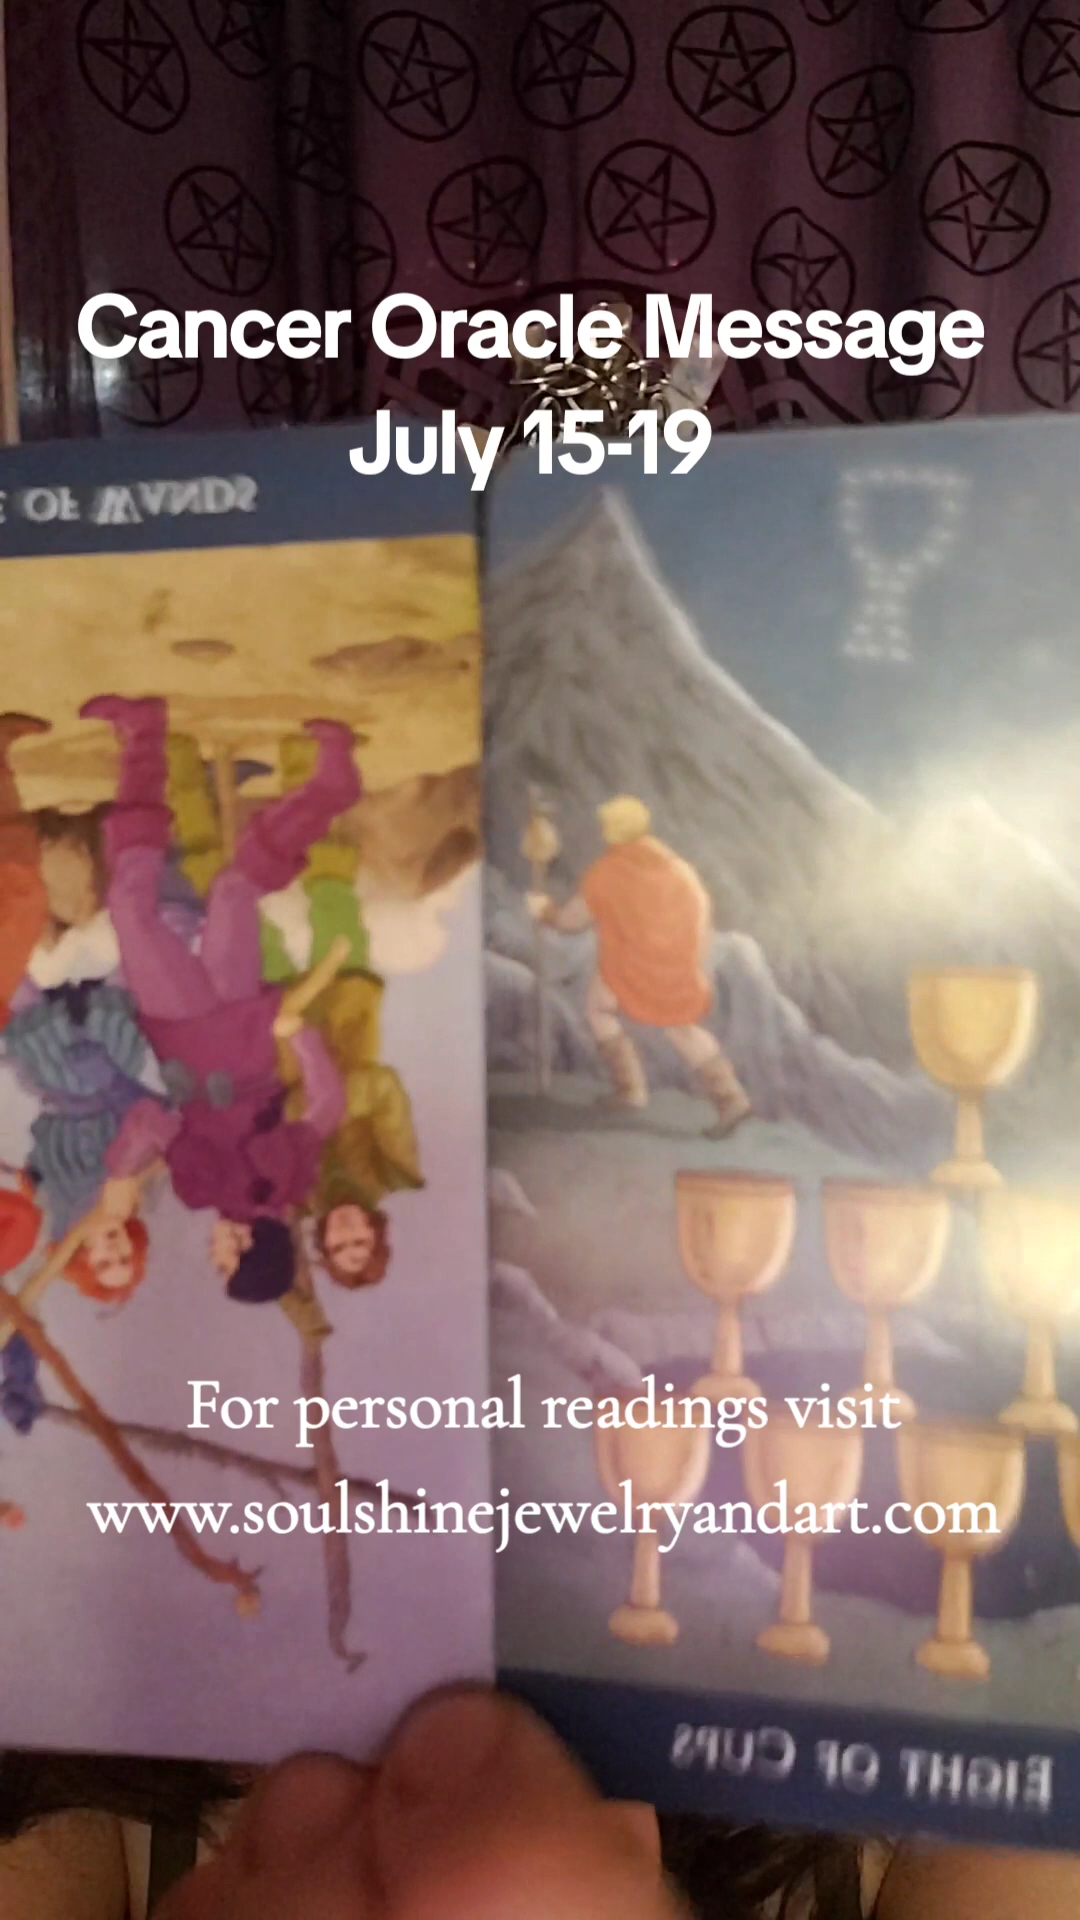 Cancer Oracle Message
July 15-19
OF WANDS
For personal readings visit
www.soulshinejewelryandart.com
EIGHT OF CUPS